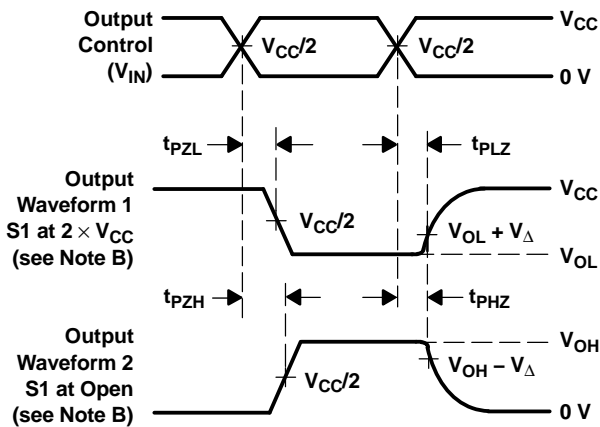 Output
Control
(VIN)
VCC/2
VCC/2
VCC
0 V
tPZL
tPLZ
Output
Waveform 1
S1 at 2 × VCC
(see Note B)
VCC/2
VCC
VOL + VΔ
VOL
tPZH
tPHZ
Output
Waveform 2
S1 at Open
(see Note B)
VCC/2
VOH
VOH − VΔ
0 V